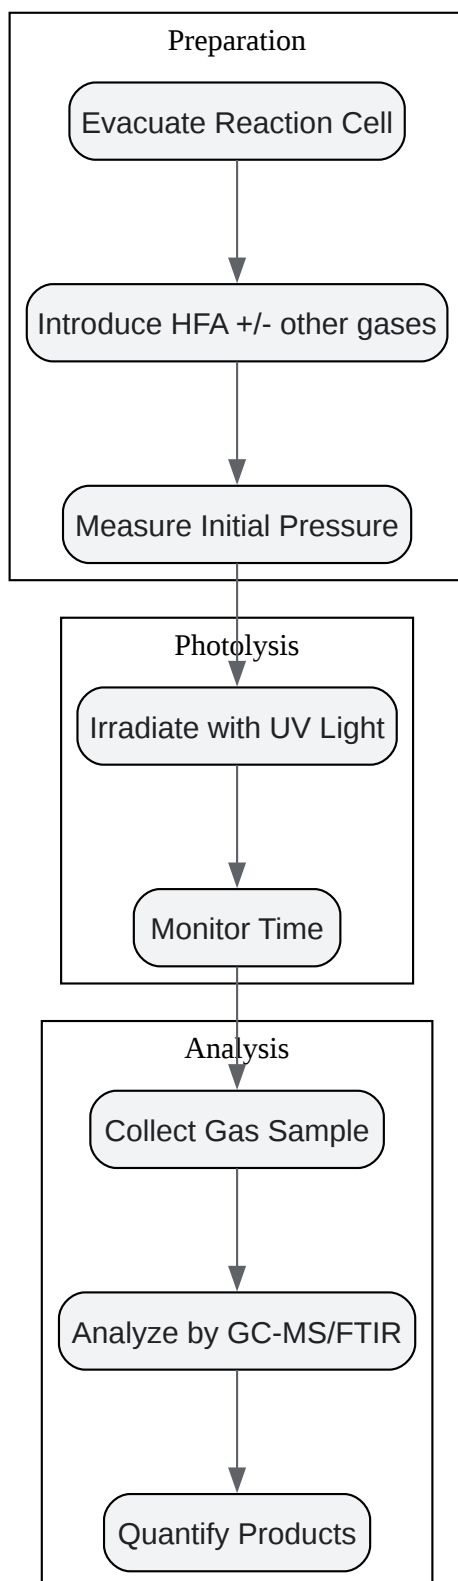 Preparation
Evacuate Reaction Cell
Introduce HFA +/- other gases
Measure Initial Pressure
Photolysis
Irradiate with UV Light
Monitor Time
Analysis
Collect Gas Sample
Analyze by GC-MS/FTIR
Quantify Products